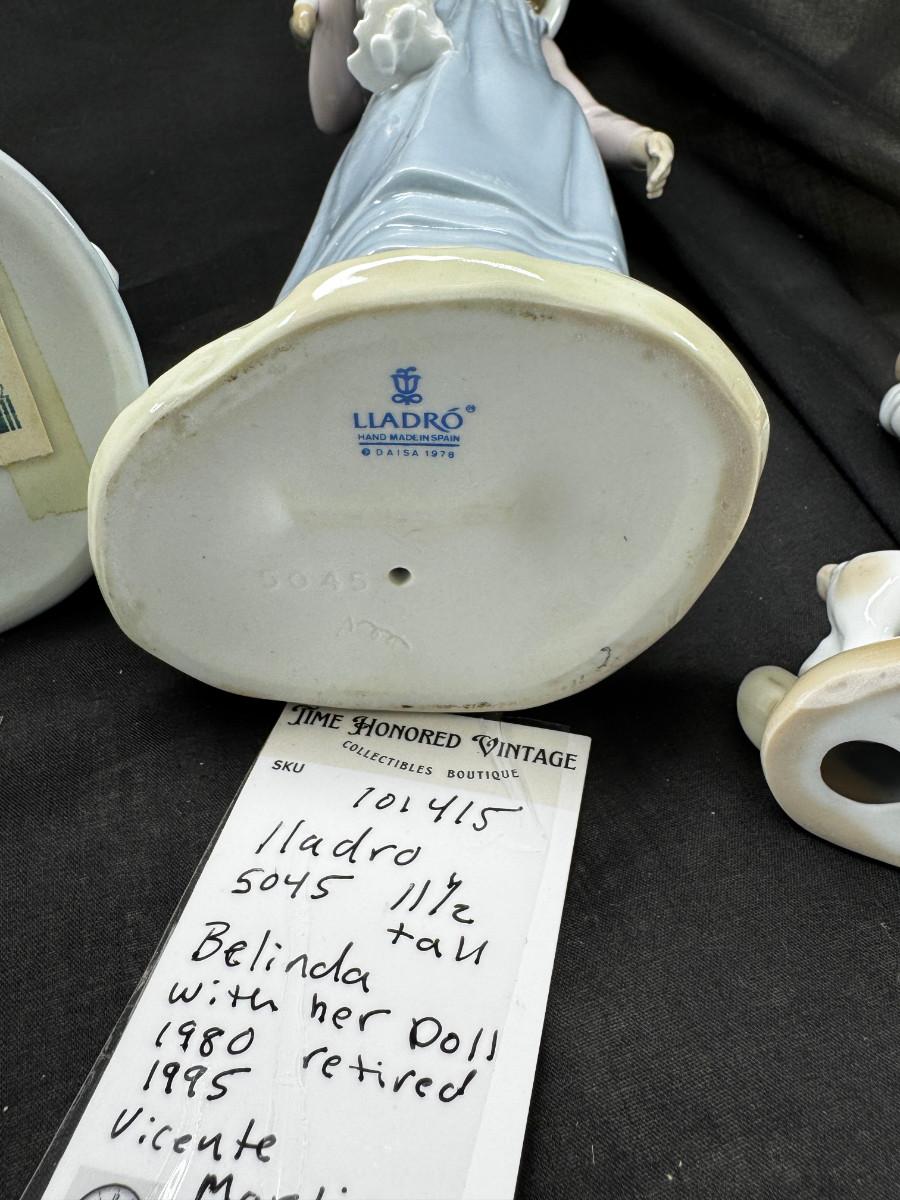 LLADRÓ
HAND MADE IN SPAIN
© DAISA 1978
5045
TIME HONORED VINTAGE
COLLECTIBLES BOUTIQUE
SKU
101415
lladro
5045 11½
tall
Belinda
with her Doll
1980 retired
1995
Vicente